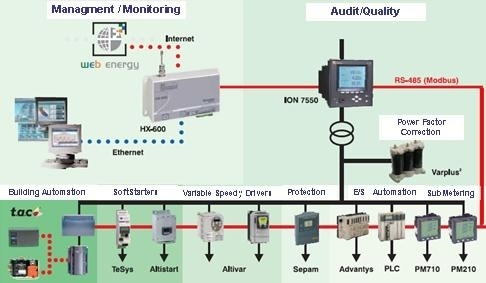 Managment / Monitoring
Audit/Quality
Internet
web energy
HX-600
Ethernet
ION 7550
RS-485 (Modbus)
Power Factor
Correction
Varplus²
Building Automation
SoftStarters
Variable Speedy Drivers
Protection
E/S
Automation
Sub Metering
tac
TeSys
Altistart
Altivar
Sepam
Advantys
PLC
PM710
PM210